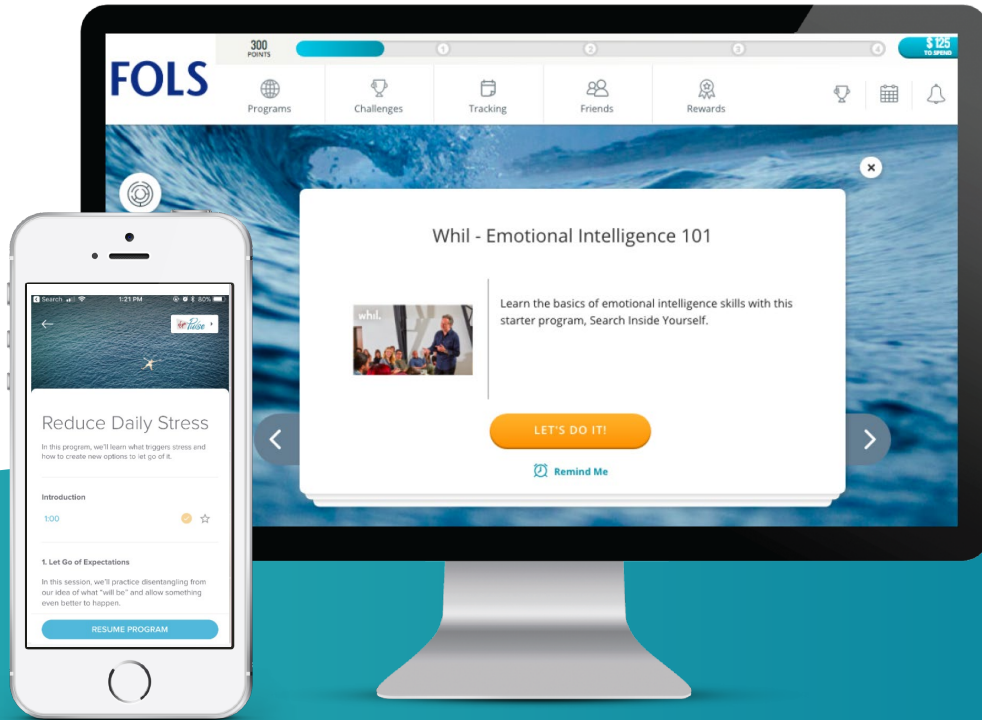 300
POINTS
1
2
3
4
$125
TO SPEND
FOLS
Programs
Challenges
Tracking
Friends
Rewards
Whil - Emotional Intelligence 101
whil.
Learn the basics of emotional intelligence skills with this
starter program, Search Inside Yourself.
LET'S DO IT!
Remind Me
Search
1:21 PM
80%
Reduce Daily Stress
In this program, we'll learn what triggers stress and
how to create new options to let go of it.
Introduction
1:00
1. Let Go of Expectations
In this session, we'll practice disentangling from
our idea of what "will be" and allow something
even better to happen.
RESUME PROGRAM